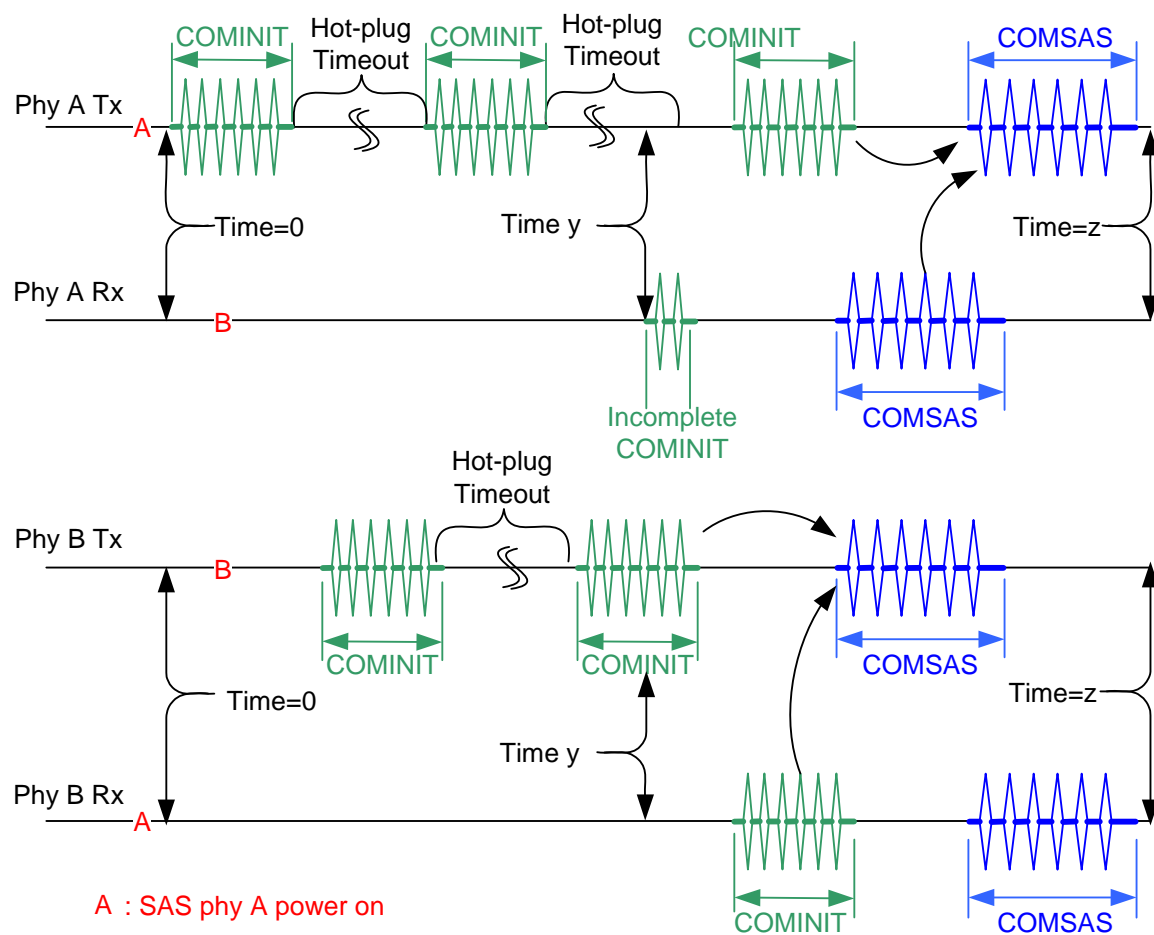 COMINIT
Hot-plug
Timeout
COMINIT
Hot-plug
Timeout
COMINIT
COMSAS
Phy A Tx
A
Time=0
Time y
Time=z
Phy A Rx
B
Incomplete
COMINIT
COMSAS
Hot-plug
Timeout
Phy B Tx
B
COMINIT
COMINIT
COMSAS
Time=0
Time=z
Time y
Phy B Rx
A
A : SAS phy A power on
COMINIT
COMSAS